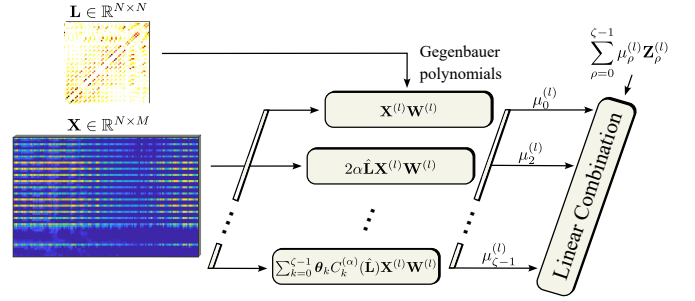 L ∈ ℝ^{N×N}
Gegenbauer
polynomials
∑_{ρ=0}^{ζ−1} μ_ρ^{(l)} Z_ρ^{(l)}
X^{(l)}W^{(l)}
μ_0^{(l)}
X ∈ ℝ^{N×M}
2αL̂X^{(l)}W^{(l)}
μ_2^{(l)}
Linear Combination
∑_{k=0}^{ζ−1} θ_k C_k^{(α)}(L̂)X^{(l)}W^{(l)}
μ_{ζ−1}^{(l)}